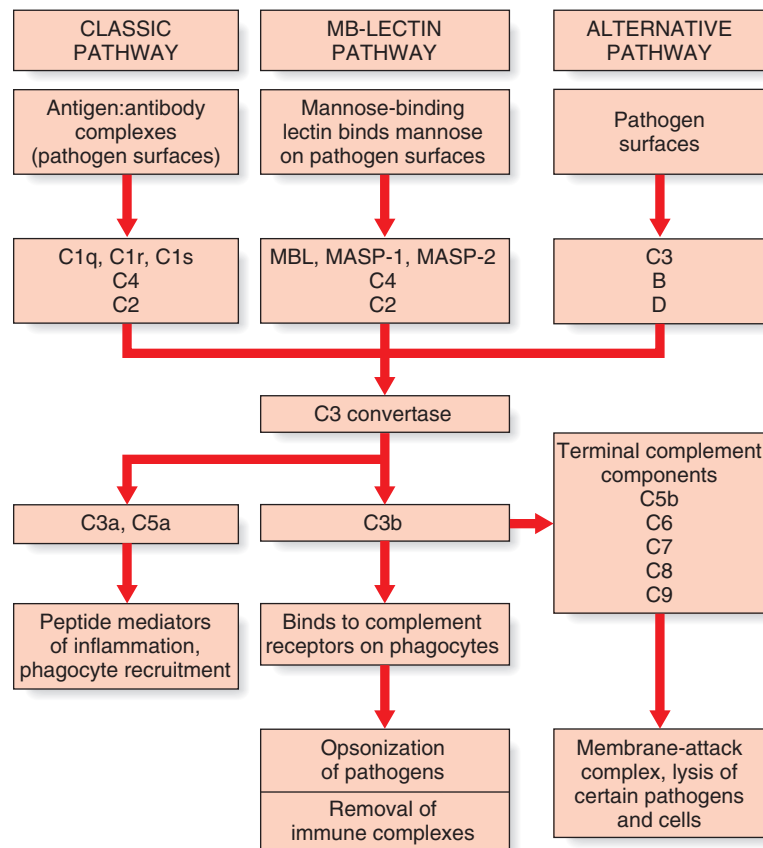 CLASSIC
PATHWAY
MB-LECTIN
PATHWAY
ALTERNATIVE
PATHWAY
Antigen:antibody
complexes
(pathogen surfaces)
Mannose-binding
lectin binds mannose
on pathogen surfaces
Pathogen
surfaces
C1q, C1r, C1s
C4
C2
MBL, MASP-1, MASP-2
C4
C2
C3
B
D
C3 convertase
C3a, C5a
C3b
Terminal complement
components
C5b
C6
C7
C8
C9
Peptide mediators
of inflammation,
phagocyte recruitment
Binds to complement
receptors on phagocytes
Opsonization
of pathogens
Removal of
immune complexes
Membrane-attack
complex, lysis of
certain pathogens
and cells